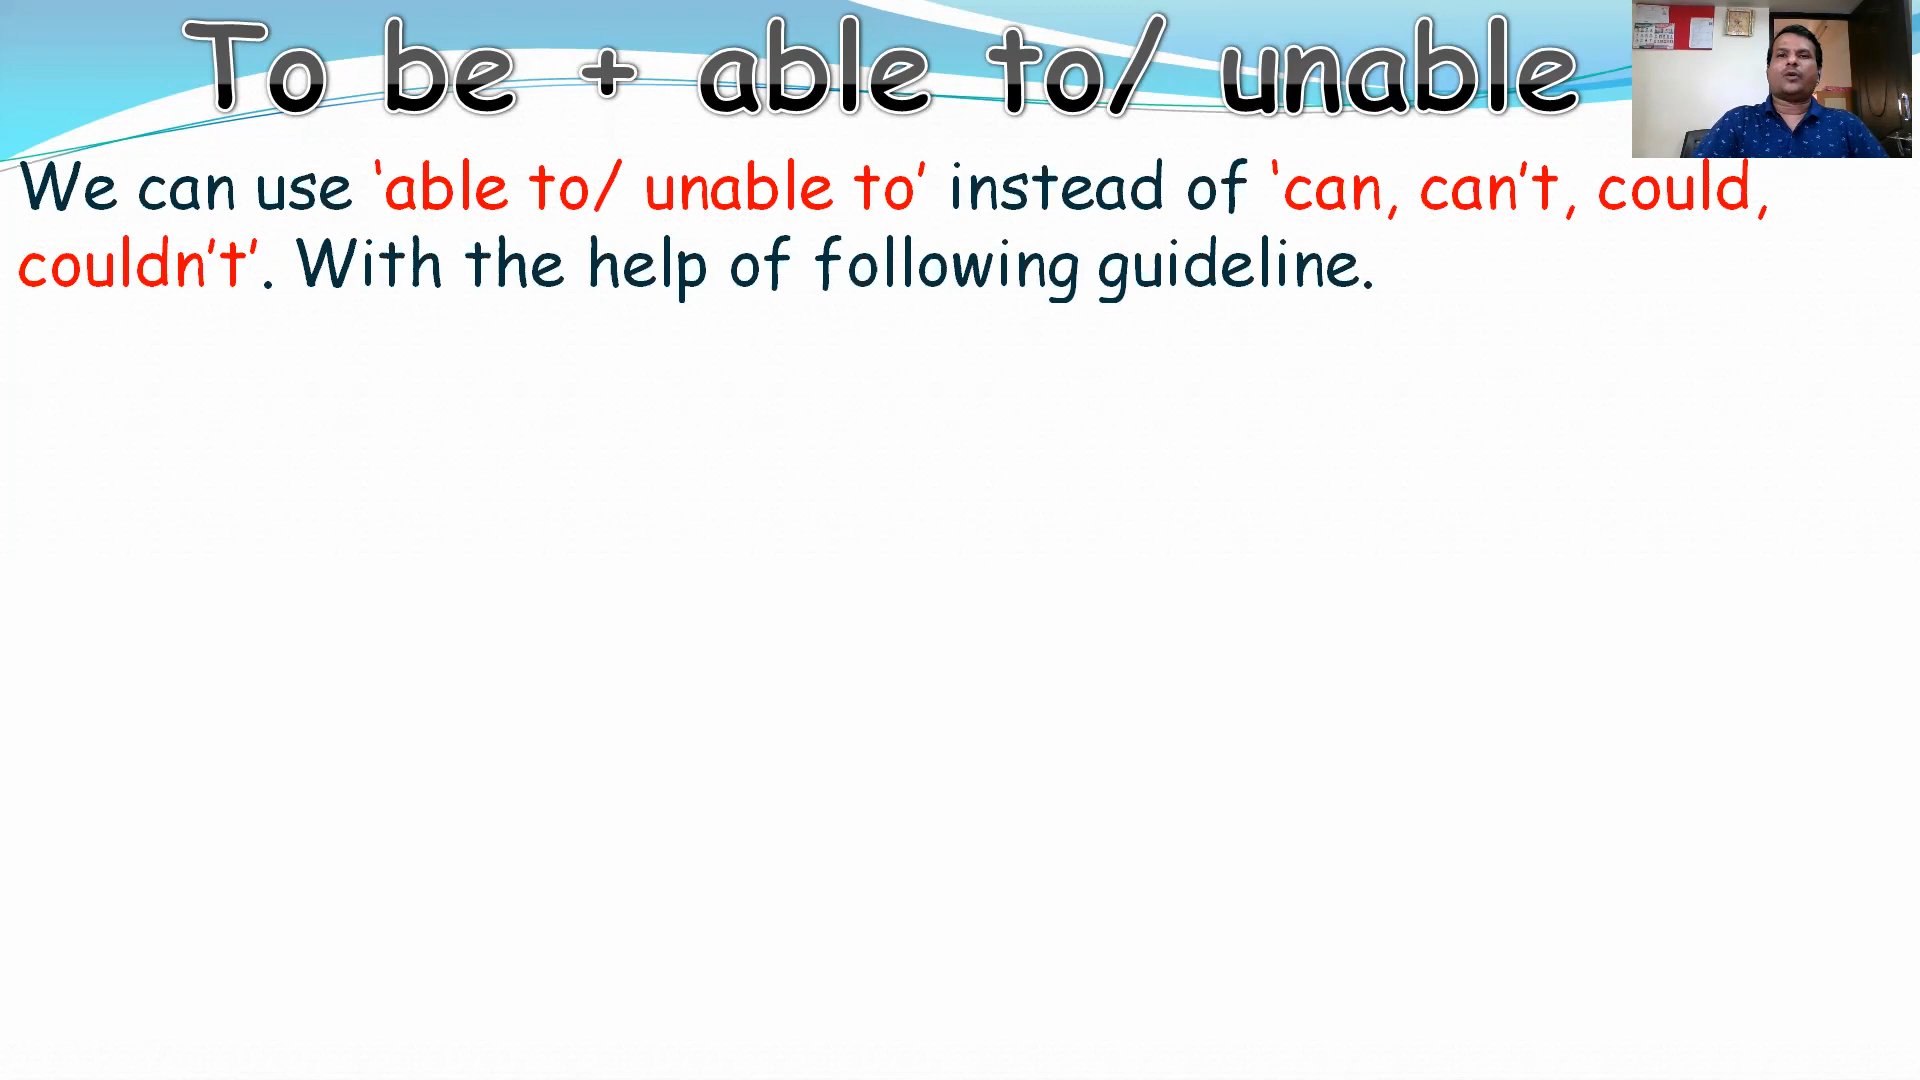 To be + able to/ unable
We can use ‘able to/ unable to’ instead of ‘can, can’t, could,
couldn’t’. With the help of following guideline.